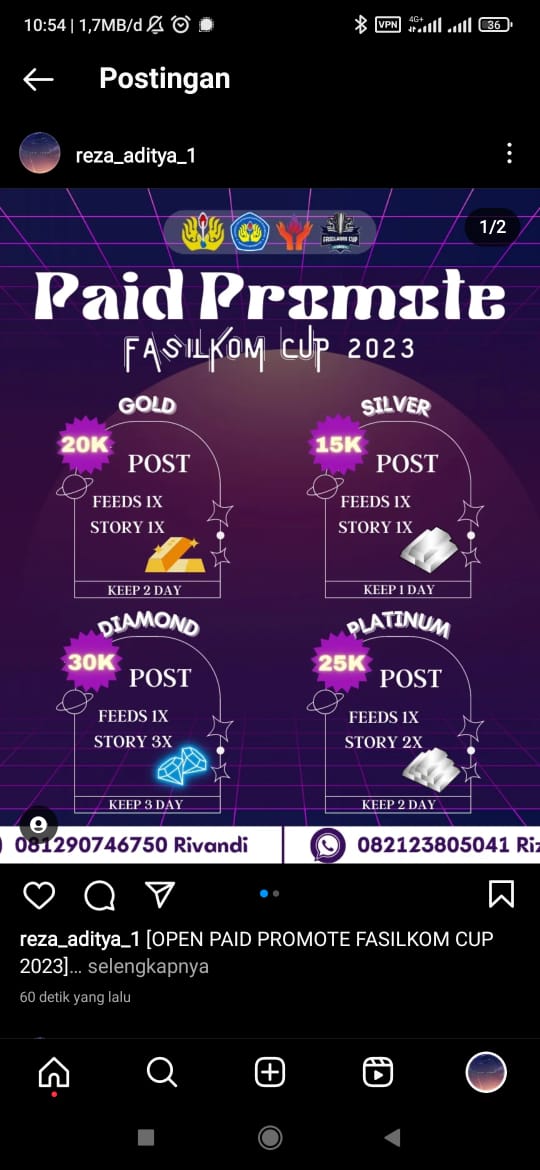 10:54 | 1,7MB/d
VPN
4G+
36
Postingan
reza_aditya_1
1/2
FASILKOM CUP
Paid Promote
FASILKOM CUP 2023
GOLD
20K
POST
FEEDS 1X
STORY 1X
KEEP 2 DAY
SILVER
15K
POST
FEEDS 1X
STORY 1X
KEEP 1 DAY
DIAMOND
30K
POST
FEEDS 1X
STORY 3X
KEEP 3 DAY
PLATINUM
25K
POST
FEEDS 1X
STORY 2X
KEEP 2 DAY
081290746750 Rivandi
082123805041 Riz
reza_aditya_1 [OPEN PAID PROMOTE FASILKOM CUP
2023]... selengkapnya
60 detik yang lalu